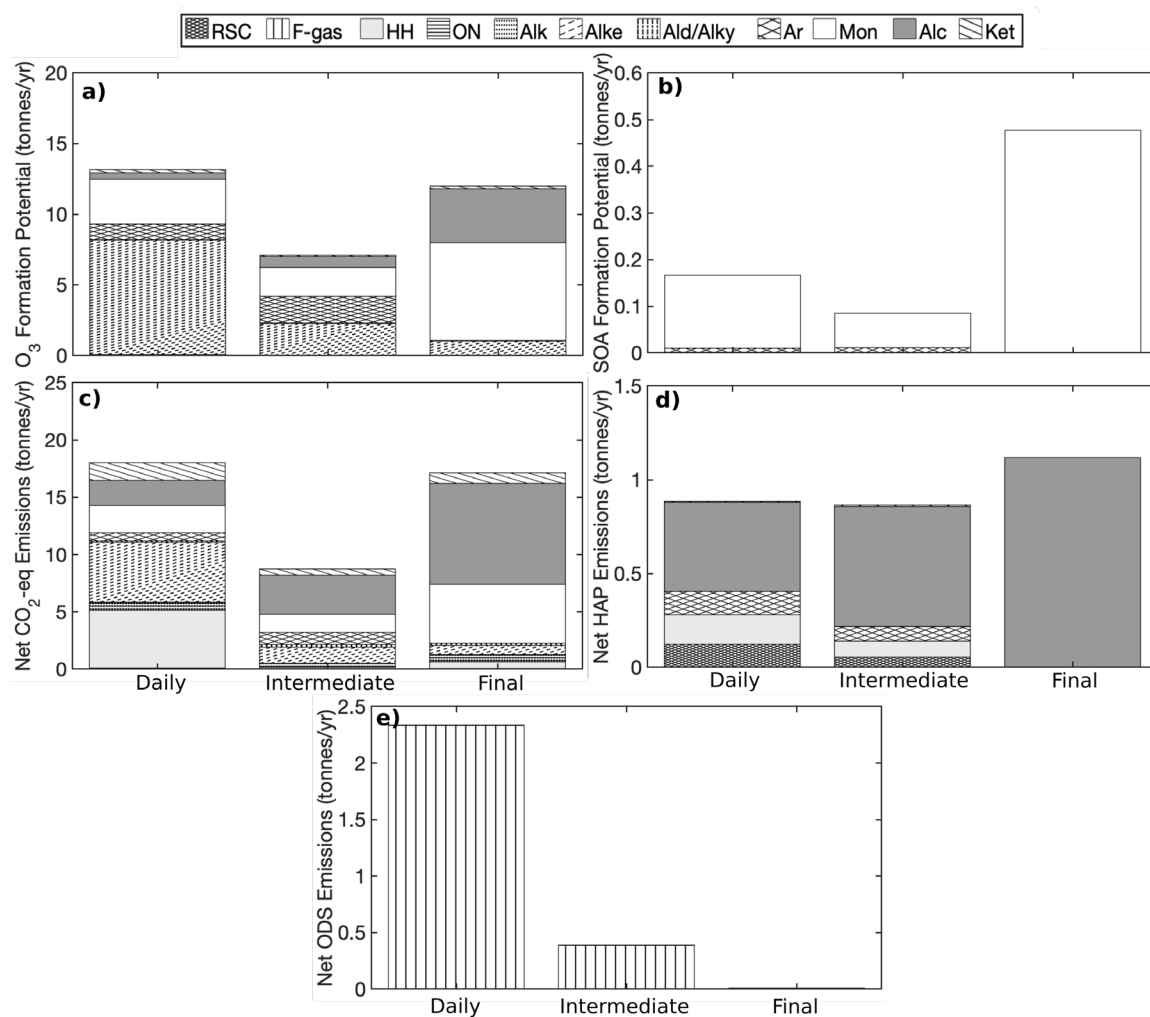 RSC F-gas HH ON Alk Alke Ald/Alky Ar Mon Alc Ket
a)
O3 Formation Potential (tonnes/yr)
20
15
10
5
0
b)
SOA Formation Potential (tonnes/yr)
0.6
0.5
0.4
0.3
0.2
0.1
0
c)
Net CO2-eq Emissions (tonnes/yr)
25
20
15
10
5
0
Daily Intermediate Final
d)
Net HAP Emissions (tonnes/yr)
1.5
1
0.5
0
Daily Intermediate Final
e)
Net ODS Emissions (tonnes/yr)
2.5
2
1.5
1
0.5
0
Daily Intermediate Final